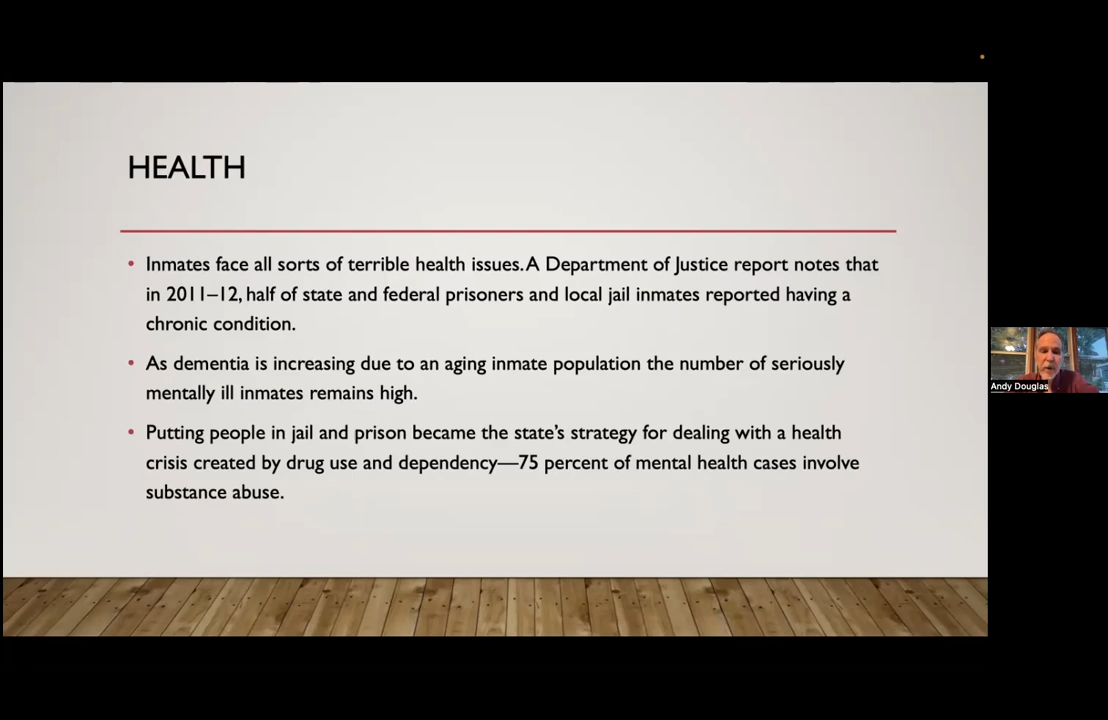 HEALTH
• Inmates face all sorts of terrible health issues. A Department of Justice report notes that
in 2011–12, half of state and federal prisoners and local jail inmates reported having a
chronic condition.
• As dementia is increasing due to an aging inmate population the number of seriously
mentally ill inmates remains high.
• Putting people in jail and prison became the state’s strategy for dealing with a health
crisis created by drug use and dependency—75 percent of mental health cases involve
substance abuse.
Andy Douglas